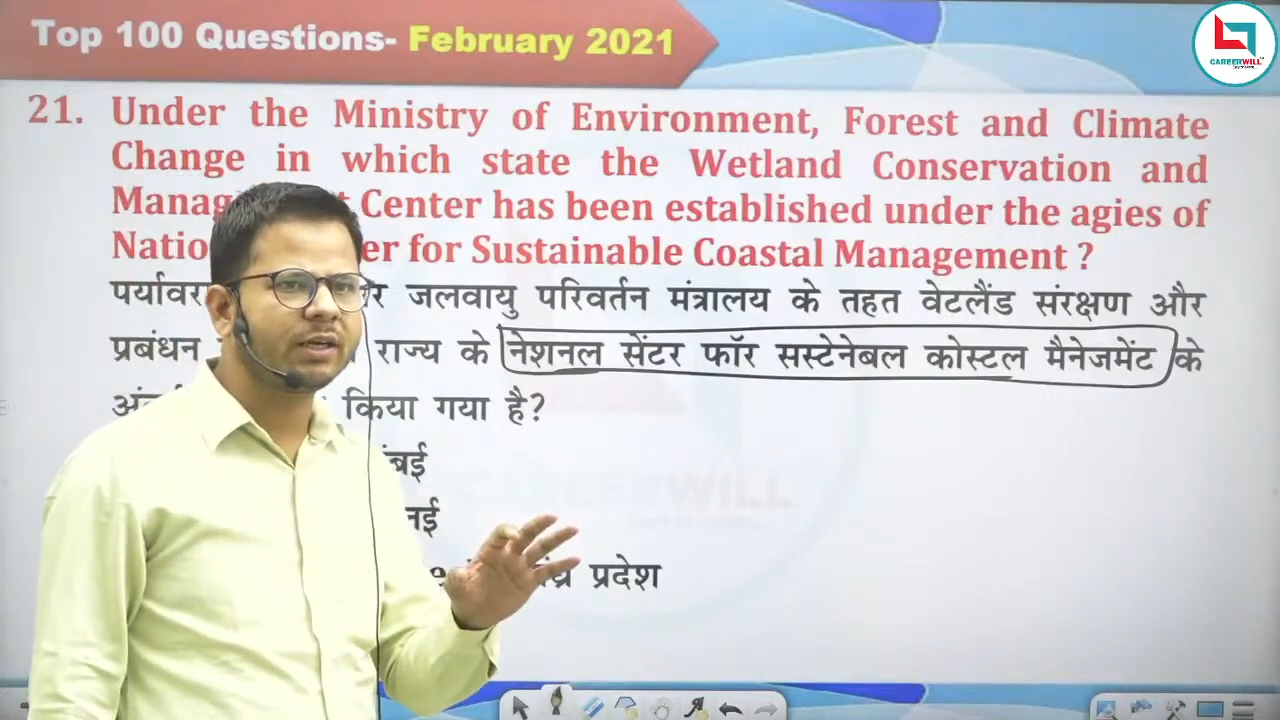 Top 100 Questions- February 2021
CAREERWILL
21. Under the Ministry of Environment, Forest and Climate
Change in which state the Wetland Conservation and
Center has been established under the agies of
for Sustainable Coastal Management ?
जलवायु परिवर्तन मंत्रालय के तहत वेटलैंड संरक्षण और
प्रबंधन राज्य के नेशनल सेंटर फॉर सस्टेनेबल कोस्टल मैनेजमेंट के
किया गया है?
प्रदेश
CAREERWILL